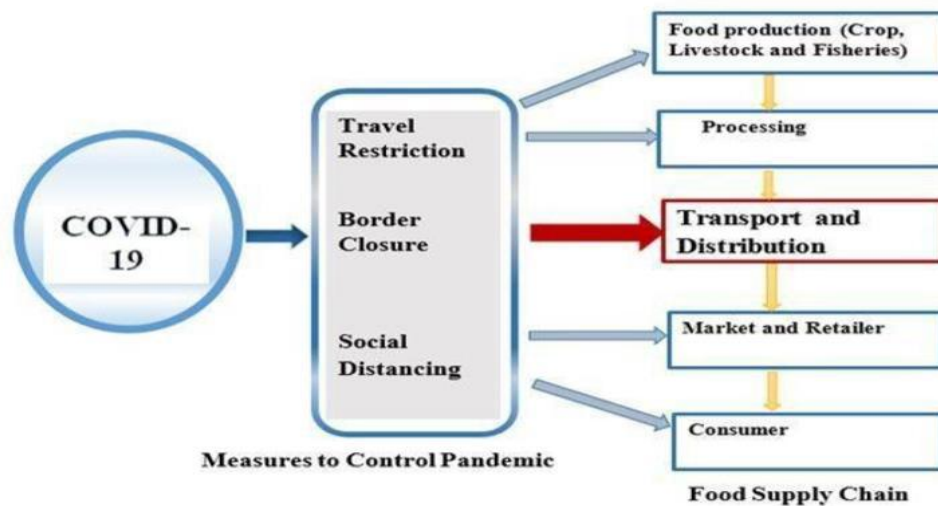 COVID-
19
Travel
Restriction
Border
Closure
Social
Distancing
Measures to Control Pandemic
Food production (Crop,
Livestock and Fisheries)
Processing
Transport and
Distribution
Market and Retailer
Consumer
Food Supply Chain